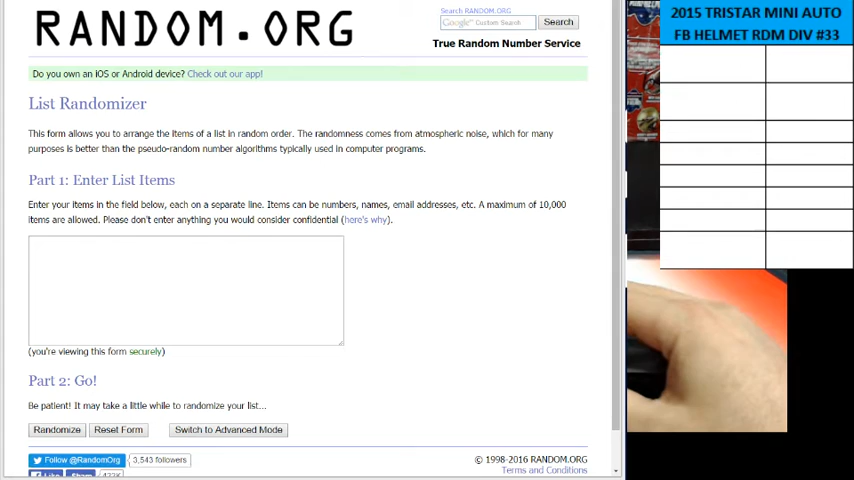 RANDOM.ORG
Search RANDOM.ORG
Google™ Custom Search
Search
True Random Number Service
Do you own an iOS or Android device? Check out our app!
List Randomizer
This form allows you to arrange the items of a list in random order. The randomness comes from atmospheric noise, which for many
purposes is better than the pseudo-random number algorithms typically used in computer programs.
Part 1: Enter List Items
Enter your items in the field below, each on a separate line. Items can be numbers, names, email addresses, etc. A maximum of 10,000
items are allowed. Please don't enter anything you would consider confidential (here's why).
(you're viewing this form securely)
Part 2: Go!
Be patient! It may take a little while to randomize your list...
Randomize Reset Form Switch to Advanced Mode
Follow @RandomOrg 3,543 followers
Like Share
© 1998-2016 RANDOM.ORG
Terms and Conditions
2015 TRISTAR MINI AUTO
FB HELMET RDM DIV #33